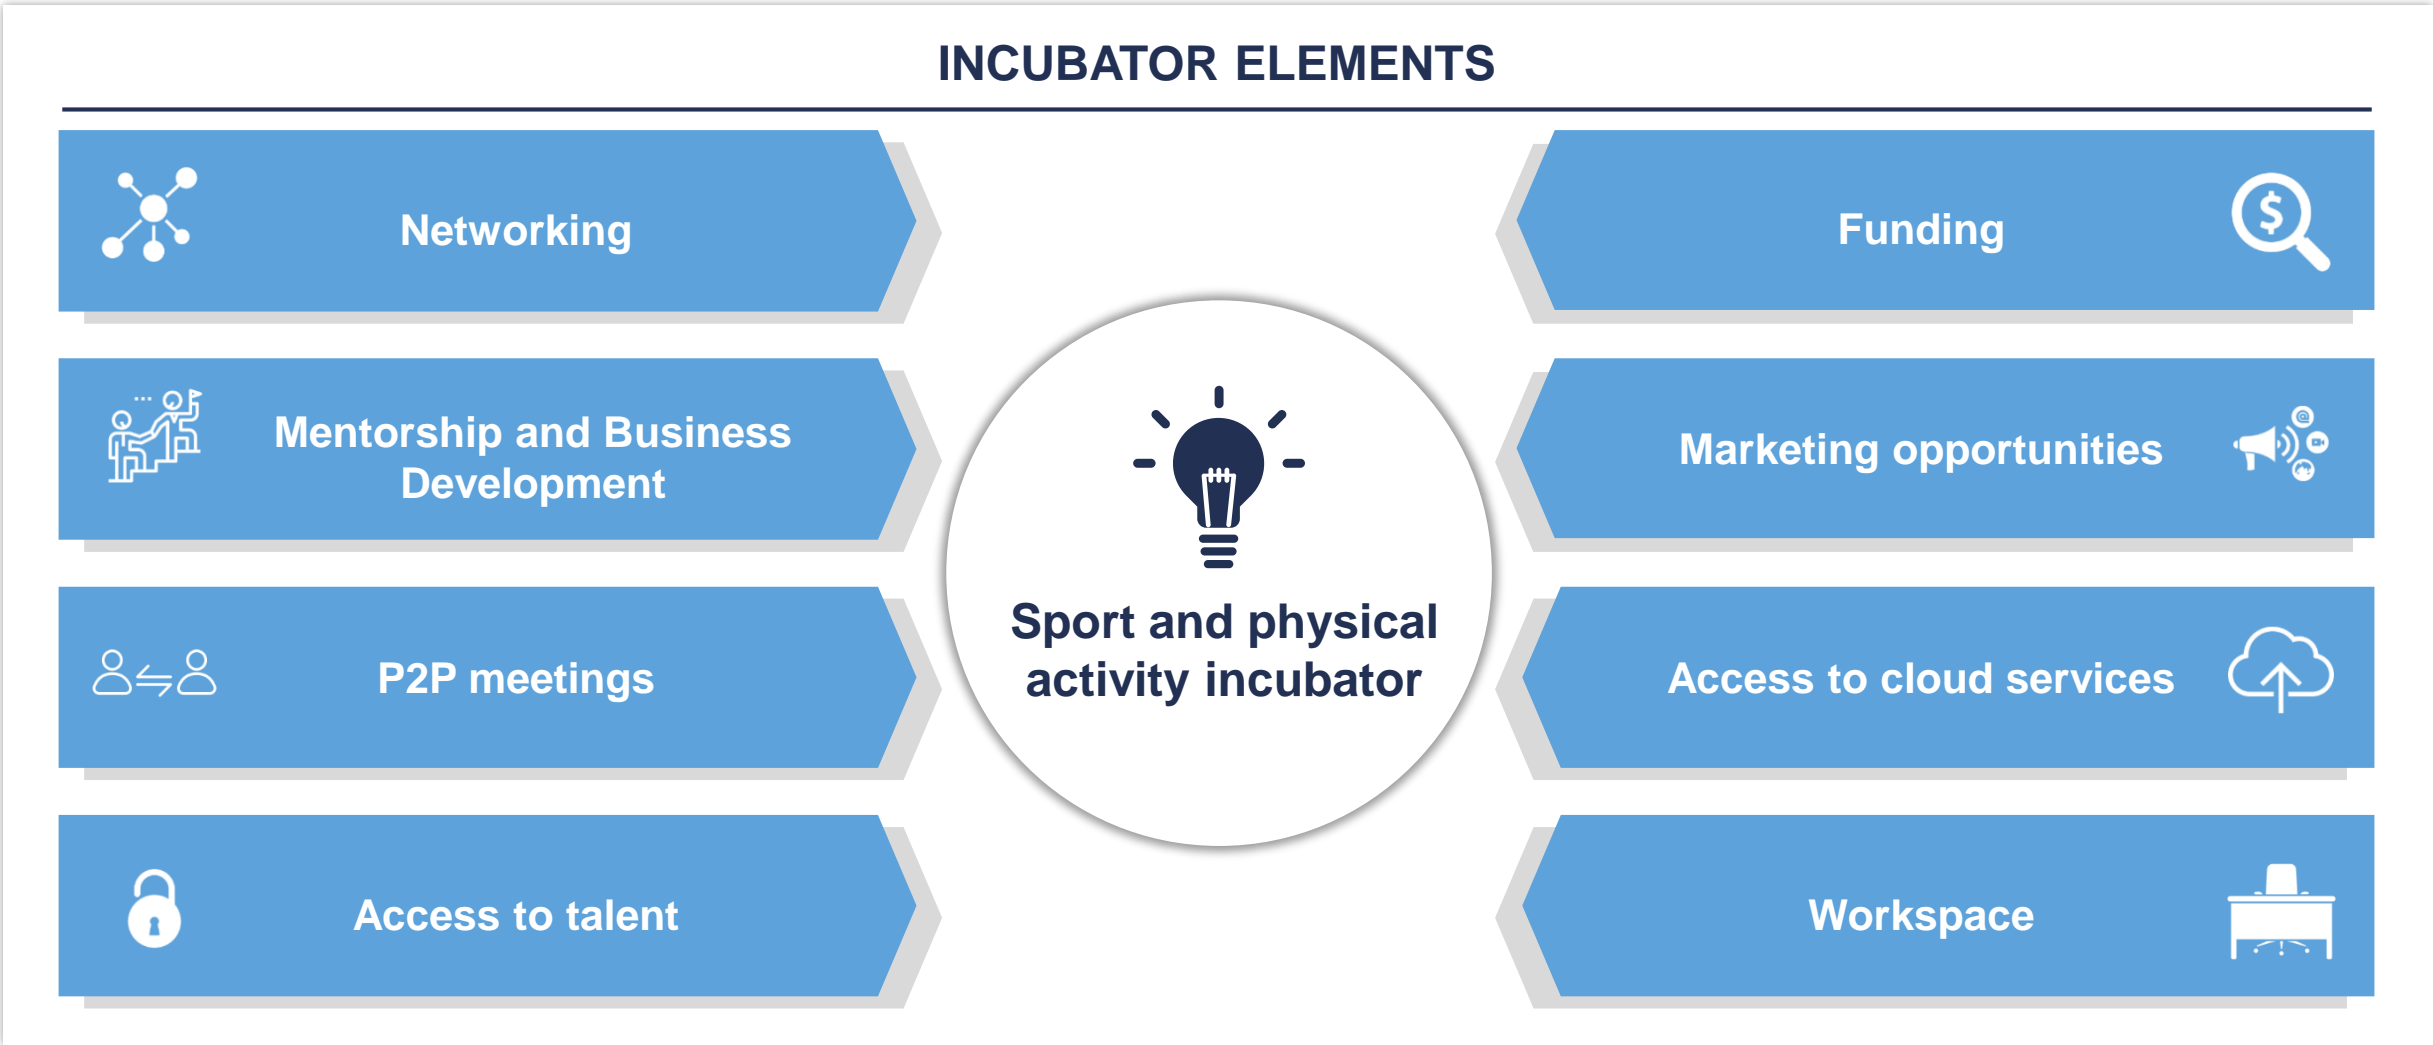 INCUBATOR ELEMENTS
Networking
Mentorship and Business
Development
P2P meetings
Access to talent
Sport and physical
activity incubator
Funding
Marketing opportunities
Access to cloud services
Workspace